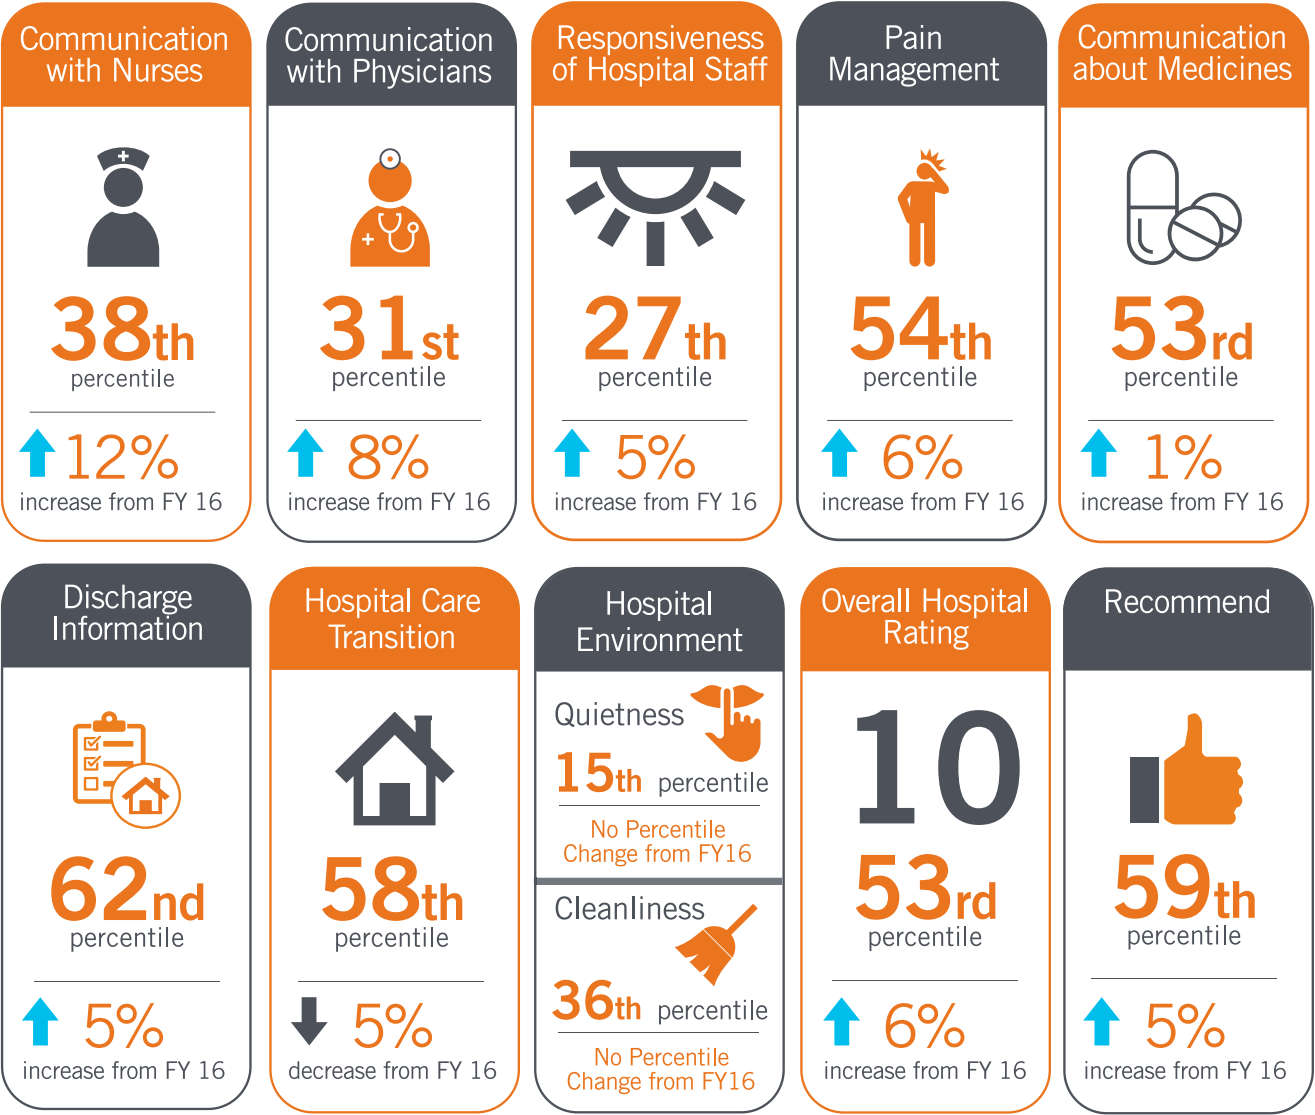 Communication
with Nurses
38th
percentile
12%
increase from FY 16
Communication
with Physicians
31st
percentile
8%
increase from FY 16
Responsiveness
of Hospital Staff
27th
percentile
5%
increase from FY 16
Pain
Management
54th
percentile
6%
increase from FY 16
Communication
about Medicines
53rd
percentile
1%
increase from FY 16
Discharge
Information
62nd
percentile
5%
increase from FY 16
Hospital Care
Transition
58th
percentile
5%
decrease from FY 16
Hospital
Environment
Quietness
15th percentile
No Percentile
Change from FY16
Cleanliness
36th percentile
No Percentile
Change from FY16
Overall Hospital
Rating
10
53rd
percentile
6%
increase from FY 16
Recommend
59th
percentile
5%
increase from FY 16